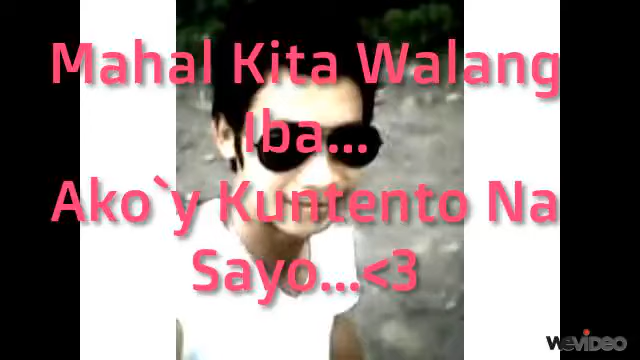 Mahal Kita Walang
Iba...
Ako`y Kuntento Na
Sayo...<3
WEVIDEO